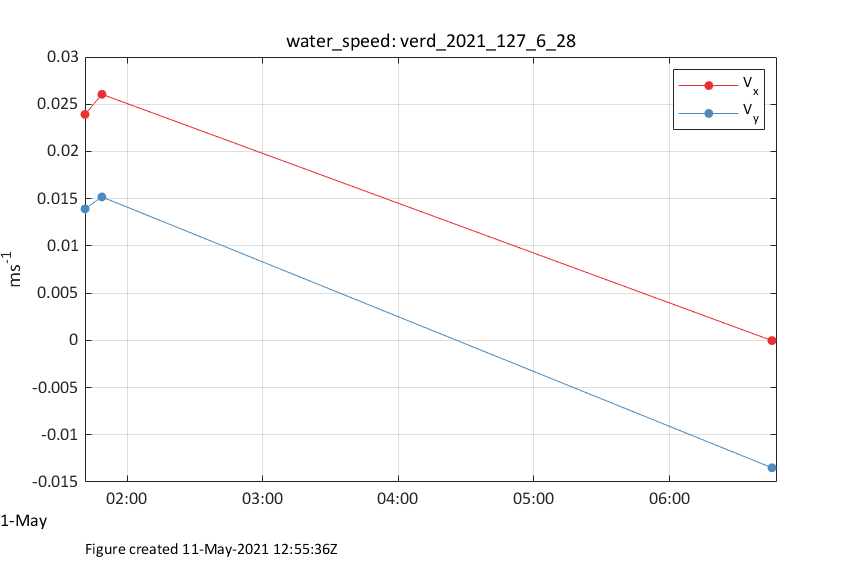 water_speed: verd_2021_127_6_28
0.03
0.025
0.02
0.015
0.01
0.005
0
-0.005
-0.01
-0.015
ms-1
V x
V y
02:00 03:00 04:00 05:00 06:00
1-May
Figure created 11-May-2021 12:55:36Z